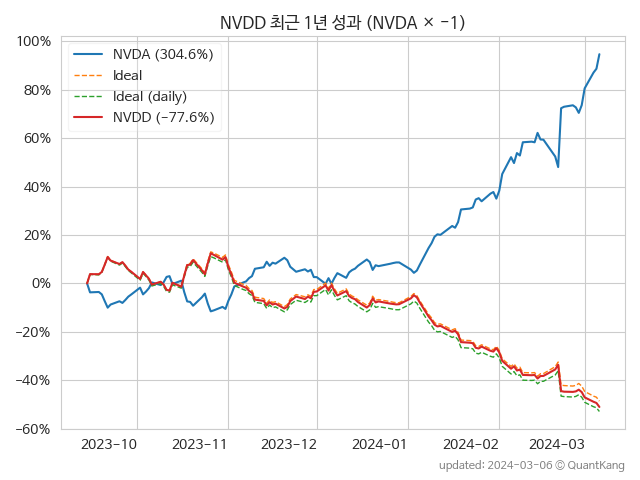 NVDD 최근 1년 성과 (NVDA × −1)
NVDA (304.6%)
Ideal
Ideal (daily)
NVDD (−77.6%)
100%
80%
60%
40%
20%
0%
−20%
−40%
−60%
2023-10 2023-11 2023-12 2024-01 2024-02 2024-03
updated: 2024-03-06 © QuantKang